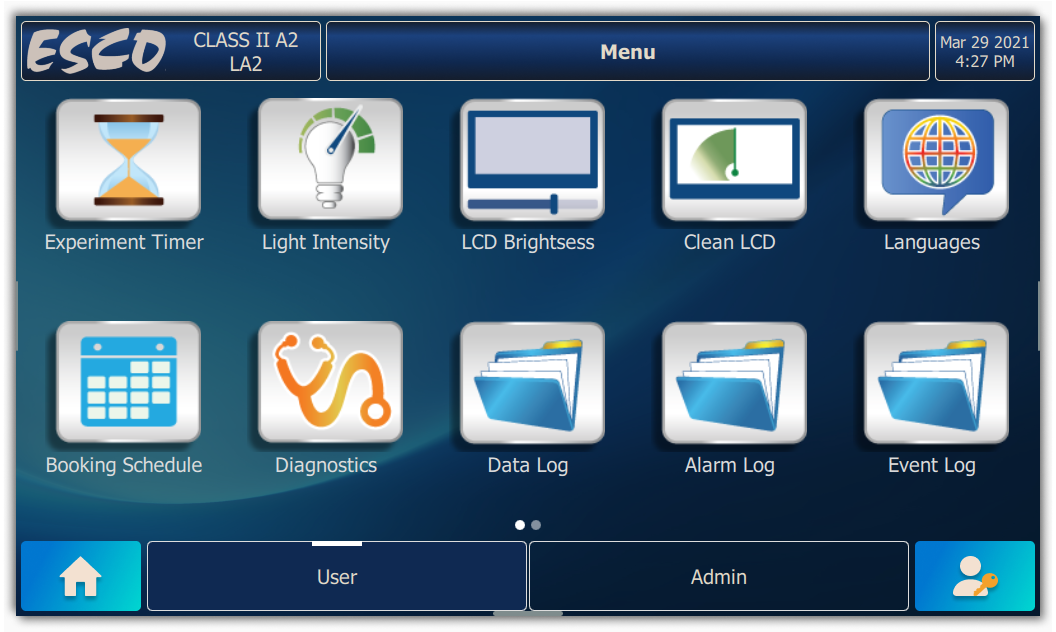 ESCO
CLASS II A2
LA2
Menu
Mar 29 2021
4:27 PM
Experiment Timer
Light Intensity
LCD Brightsess
Clean LCD
Languages
Booking Schedule
Diagnostics
Data Log
Alarm Log
Event Log
User
Admin